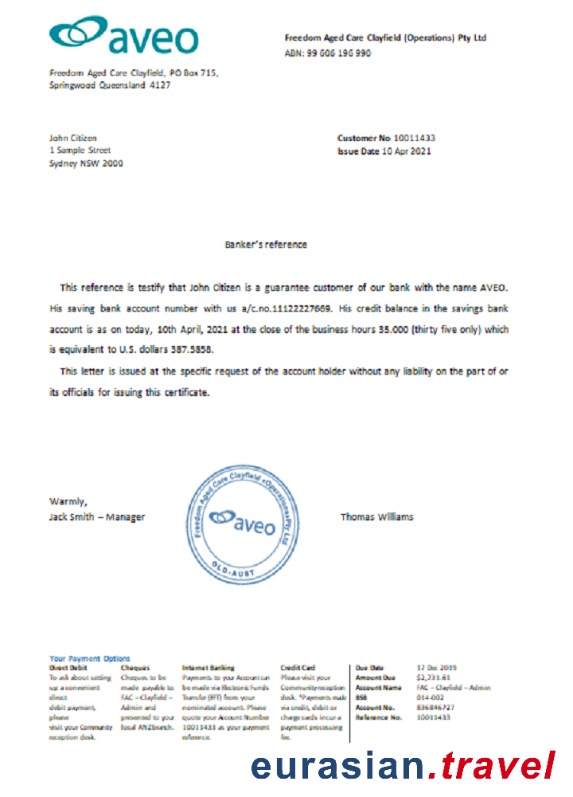 aveo
Freedom Aged Care Clayfield (Operations) Pty Ltd
ABN: 99 606 196 990
Freedom Aged Care Clayfield, PO Box 715,
Springwood Queensland 4127
John Citizen
1 Sample Street
Sydney NSW 2000
Customer No 10011433
Issue Date 10 Apr 2021
Banker's reference
This reference is testify that John Citizen is a guarantee customer of our bank with the name AVEO.
His saving bank account number with us a/c.no.11122227669. His credit balance in the savings bank
account is as on today, 10th April, 2021 at the close of the business hours 35.000 (thirty five only) which
is equivalent to U.S. dollars 387.5858.
This letter is issued at the specific request of the account holder without any liability on the part of or
its officials for issuing this certificate.
Warmly,
Jack Smith – Manager
Freedom Aged Care Clayfield «Operations» Pty Ltd
aveo
QLD-AUST
Thomas Williams
Your Payment Options
Direct Debit
To ask about setting
up a convenient
direct
debit payment,
please
visit your Community
reception desk.
Cheques
Cheques to be
made payable to
FAC – Clayfield –
Admin and
presented to your
local ANZ branch.
Internet Banking
Payments to your Account can
be made via Electronic Funds
Transfer (EFT) from your
nominated account. Please
quote your Account Number
10011433 as your payment
reference.
Credit Card
Please visit your
Community reception
desk. *Payments made
via credit, debit or
charge cards incur a
payment processing
fee.
Due Date 17 Dec 2019
Amount Due $2,731.61
Account Name FAC – Clayfield – Admin
BSB 014-002
Account No. 836846727
Reference No. 10011433
eurasian.travel